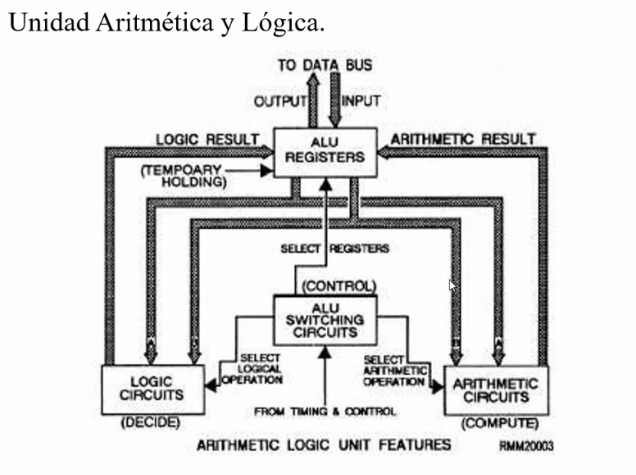 Unidad Aritmética y Lógica.
TO DATA BUS
OUTPUT
INPUT
LOGIC RESULT
ARITHMETIC RESULT
ALU
REGISTERS
(TEMPOARY
HOLDING)
SELECT REGISTERS
(CONTROL)
ALU
SWITCHING
CIRCUITS
SELECT
LOGICAL
OPERATION
SELECT
ARITHMETIC
OPERATION
LOGIC
CIRCUITS
(DECIDE)
FROM TIMING & CONTROL
ARITHMETIC
CIRCUITS
(COMPUTE)
ARITHMETIC LOGIC UNIT FEATURES
RMM20003